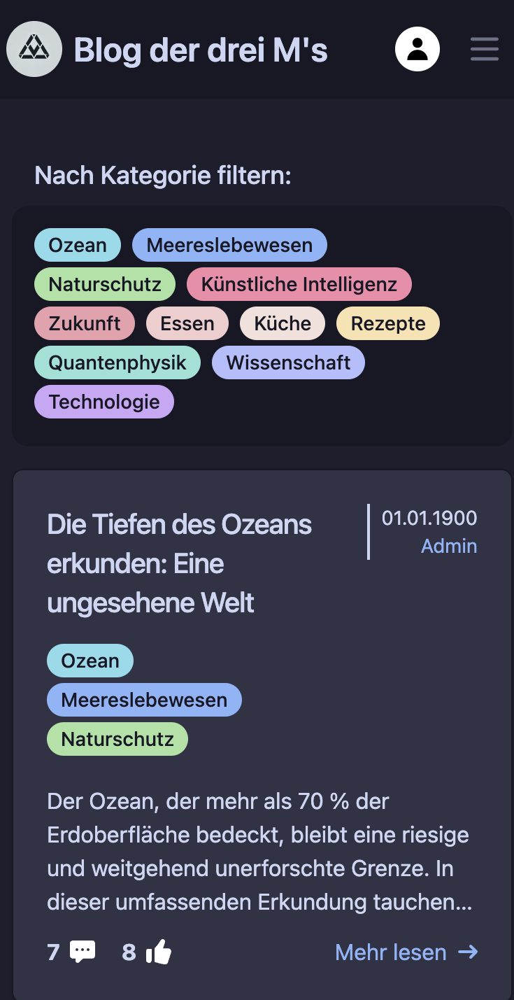 Blog der drei M's
Nach Kategorie filtern:
Ozean Meereslebewesen
Naturschutz Künstliche Intelligenz
Zukunft Essen Küche Rezepte
Quantenphysik Wissenschaft
Technologie
Die Tiefen des Ozeans
erkunden: Eine
ungesehene Welt
01.01.1900
Admin
Ozean
Meereslebewesen
Naturschutz
Der Ozean, der mehr als 70 % der
Erdoberfläche bedeckt, bleibt eine riesige
und weitgehend unerforschte Grenze. In
dieser umfassenden Erkundung tauchen...
7 8 Mehr lesen →